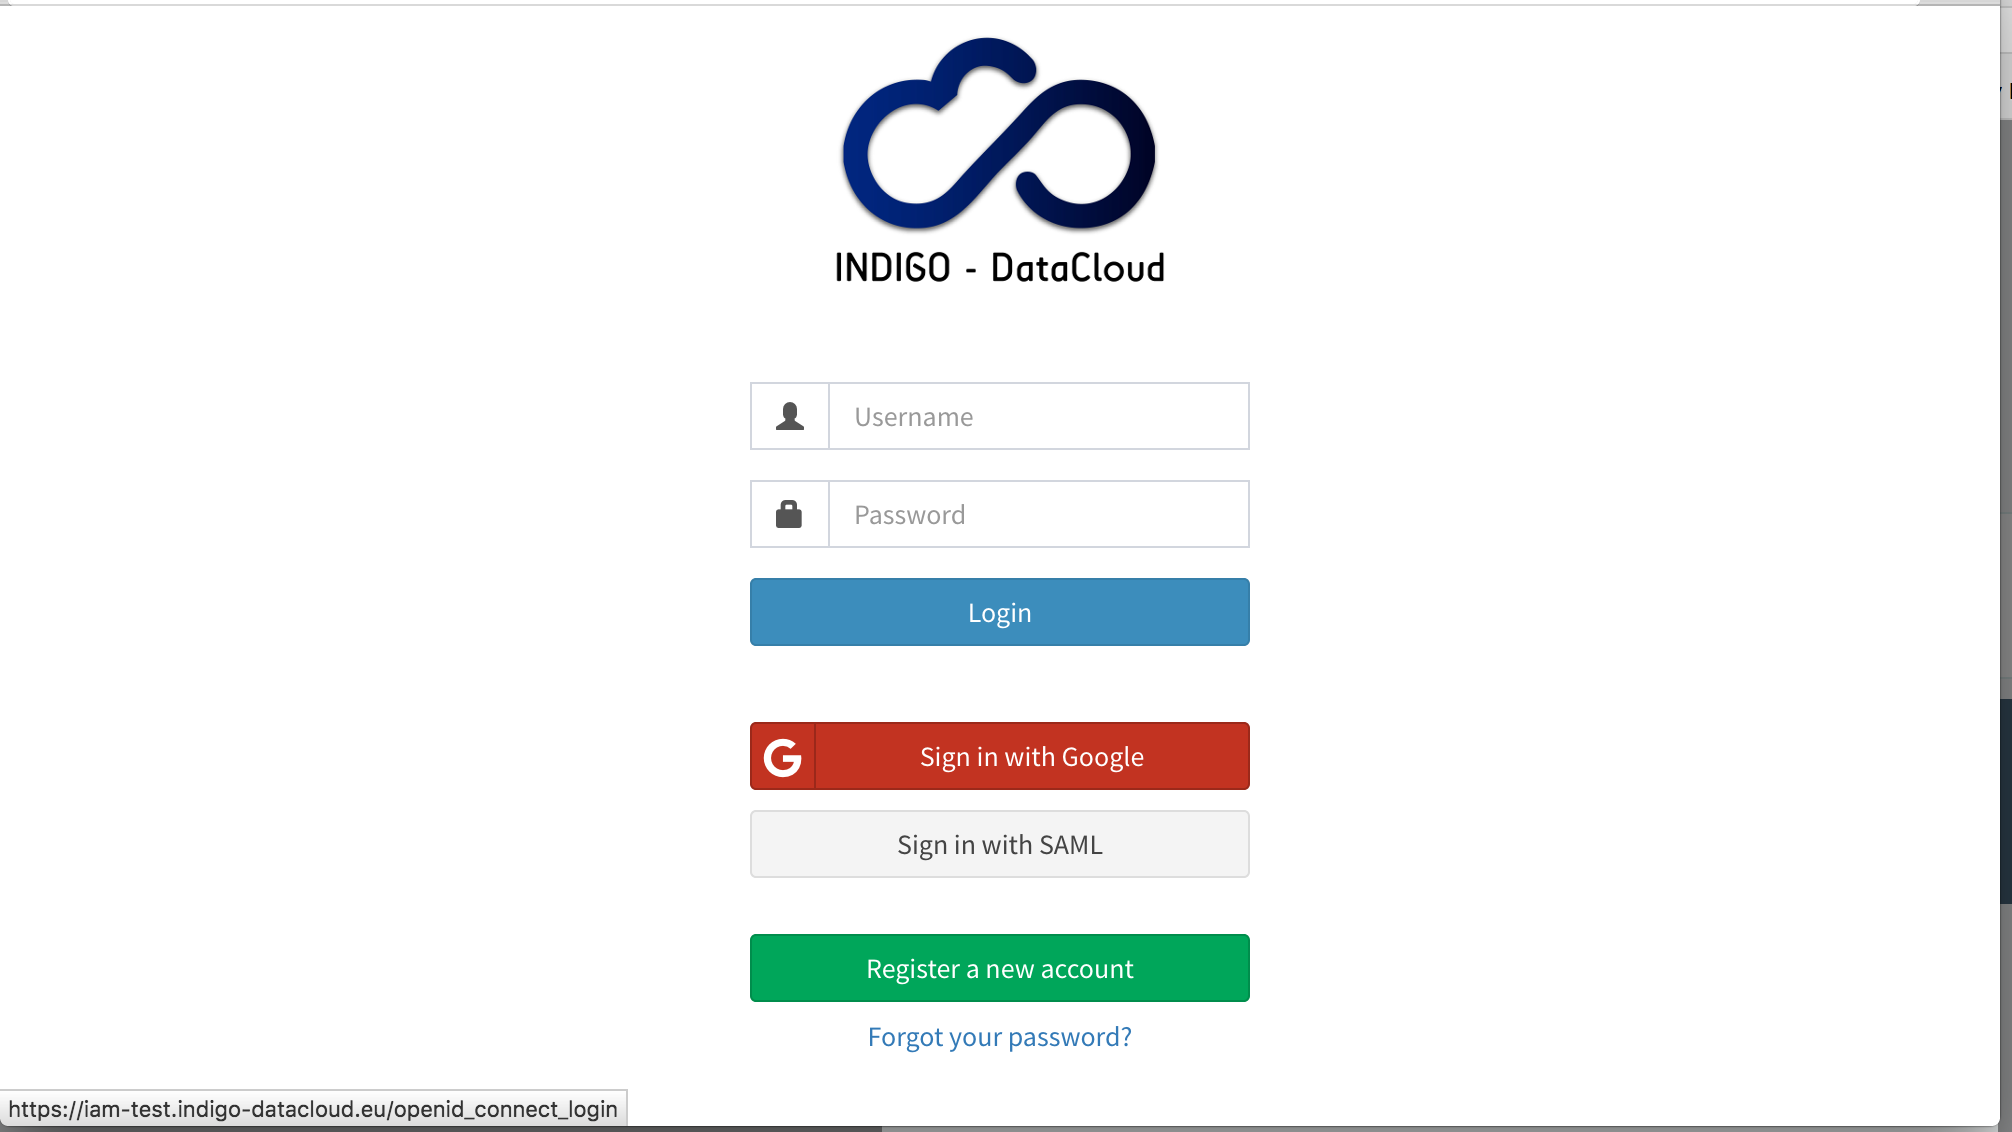 INDIGO - DataCloud
Username
Password
Login
G
Sign in with Google
Sign in with SAML
Register a new account
Forgot your password?
https://iam-test.indigo-datacloud.eu/openid_connect_login